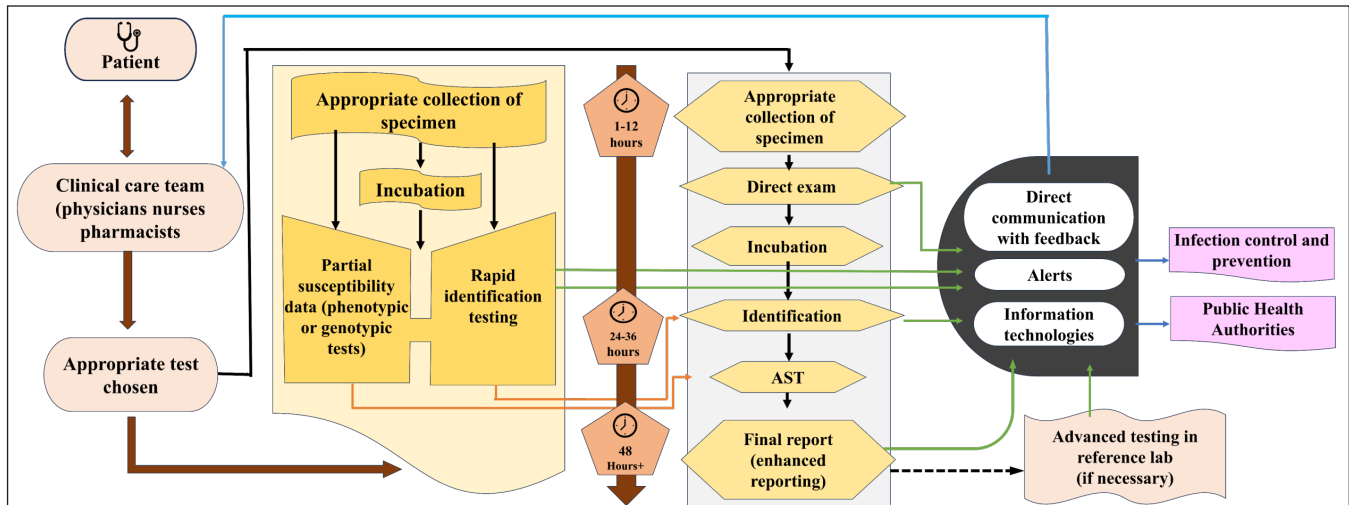 Patient
Clinical care team
(physicians nurses
pharmacists
Appropriate test
chosen
Appropriate collection of
specimen
Incubation
Partial
susceptibility
data (phenotypic
or genotypic
tests)
Rapid
identification
testing
1-12
hours
24-36
hours
48
Hours+
Appropriate
collection of
specimen
Direct exam
Incubation
Identification
AST
Final report
(enhanced
reporting)
Direct
communication
with feedback
Alerts
Information
technologies
Infection control and
prevention
Public Health
Authorities
Advanced testing in
reference lab
(if necessary)